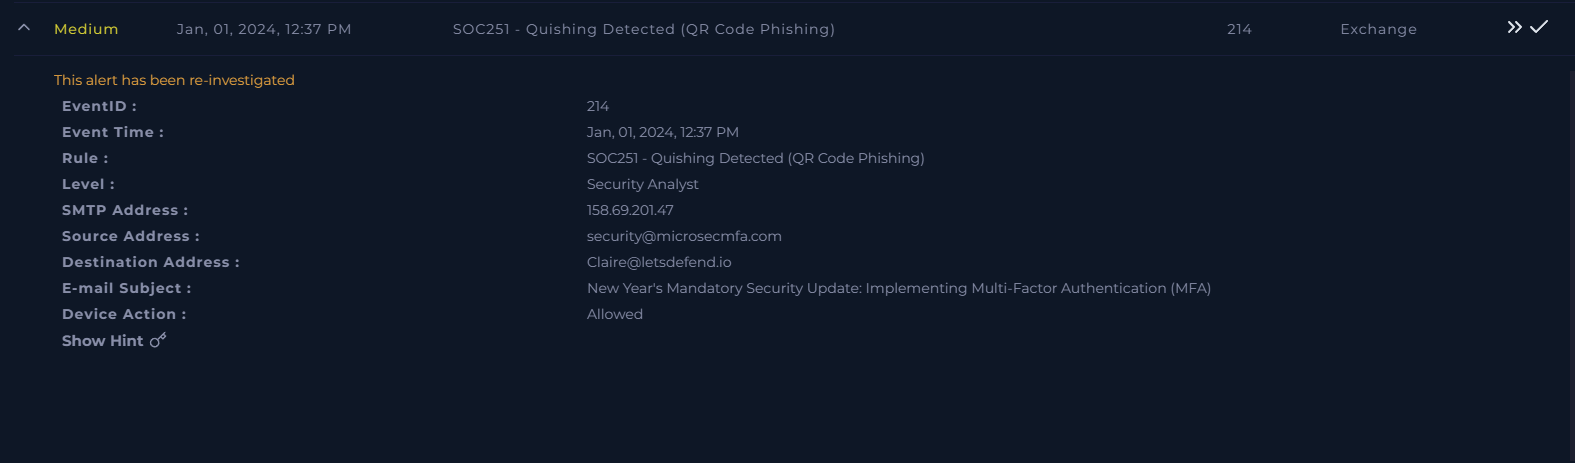 Medium Jan, 01, 2024, 12:37 PM SOC251 - Quishing Detected (QR Code Phishing) 214 Exchange
This alert has been re-investigated
EventID : 214
Event Time : Jan, 01, 2024, 12:37 PM
Rule : SOC251 - Quishing Detected (QR Code Phishing)
Level : Security Analyst
SMTP Address : 158.69.201.47
Source Address : security@microsecmfa.com
Destination Address : Claire@letsdefend.io
E-mail Subject : New Year's Mandatory Security Update: Implementing Multi-Factor Authentication (MFA)
Device Action : Allowed
Show Hint